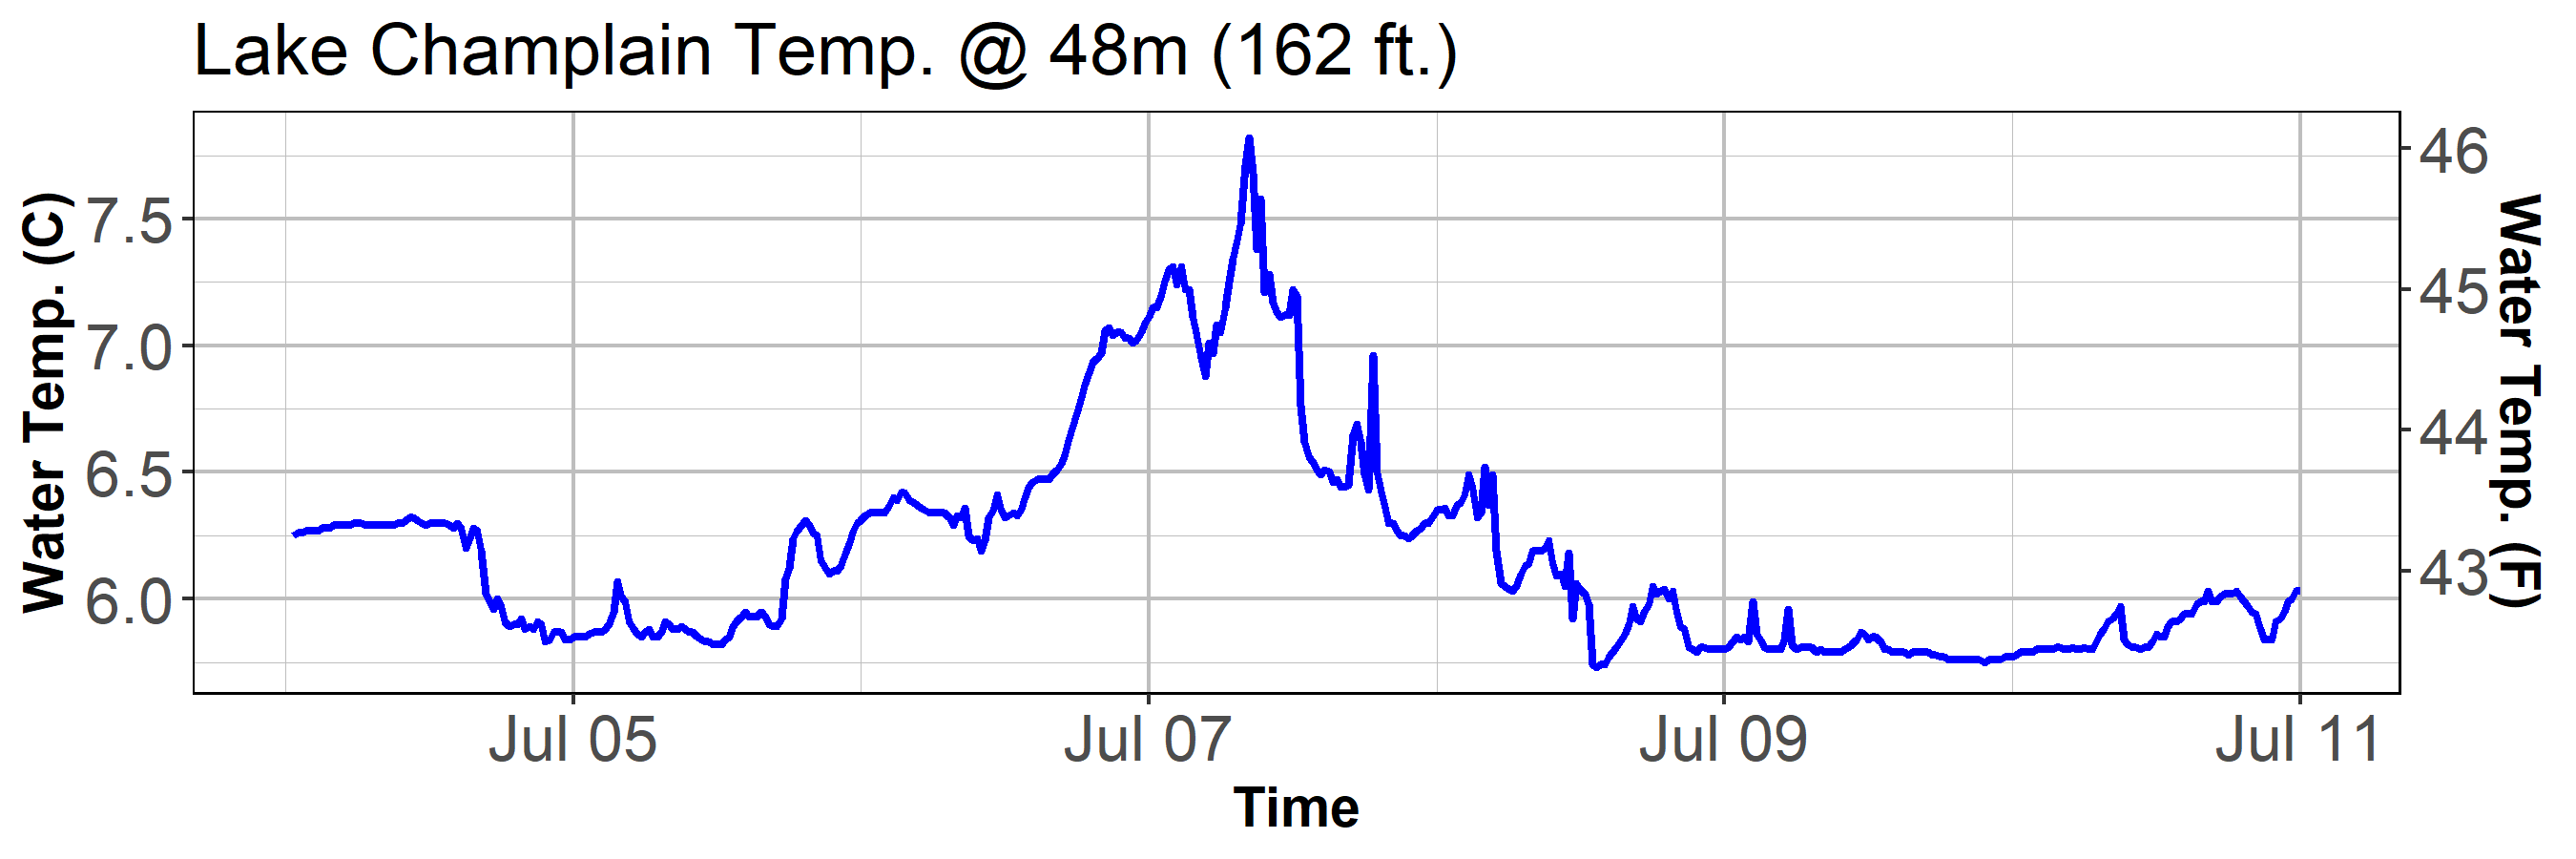 Lake Champlain Temp. @ 48m (162 ft.)
Water Temp. (C)
7.5
7.0
6.5
6.0
46
45
44
43
Water Temp. (F)
Jul 05 Jul 07 Jul 09 Jul 11
Time